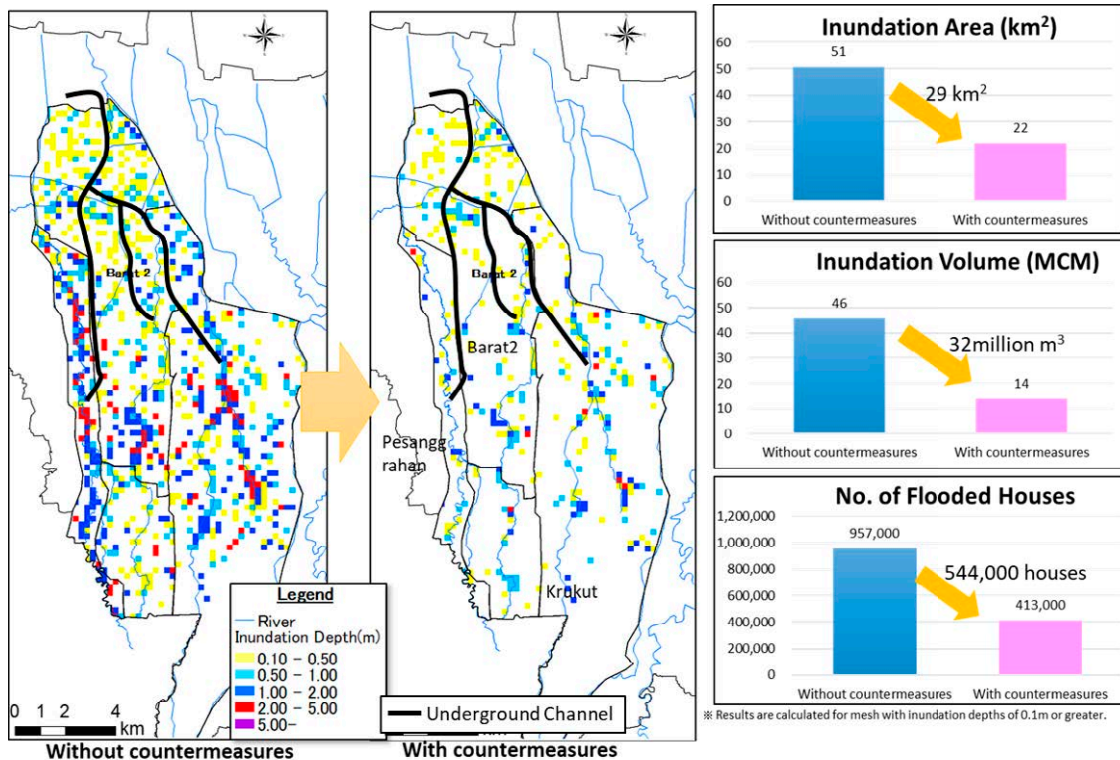 Barat 2
Legend
River
Inundation Depth(m)
0.10 - 0.50
0.50 - 1.00
1.00 - 2.00
2.00 - 5.00
5.00-
0 1 2 4
km
Without countermeasures
Barat 2
Barat2
Pesangg
rahan
Krukut
Underground Channel
With countermeasures
Inundation Area (km²)
60
50
40
30
20
10
0
51
29 km²
22
Without countermeasures
With countermeasures
Inundation Volume (MCM)
60
50
40
30
20
10
0
46
32million m³
14
Without countermeasures
With countermeasures
No. of Flooded Houses
1,200,000
1,000,000
800,000
600,000
400,000
200,000
0
957,000
544,000 houses
413,000
Without countermeasures
With countermeasures
※ Results are calculated for mesh with inundation depths of 0.1m or greater.